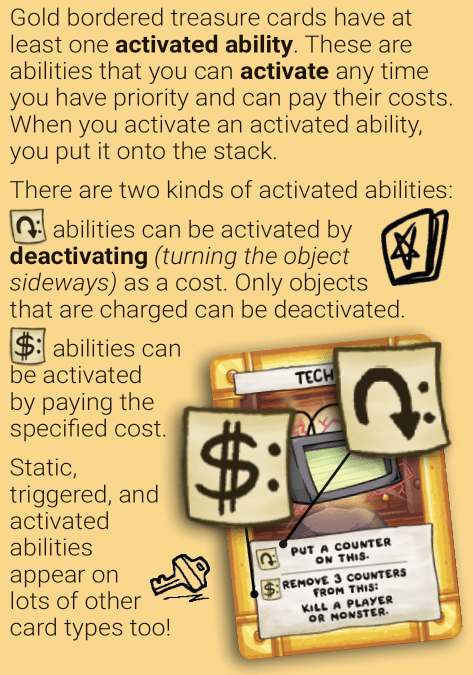 Gold bordered treasure cards have at
least one activated ability. These are
abilities that you can activate any time
you have priority and can pay their costs.
When you activate an activated ability,
you put it onto the stack.
There are two kinds of activated abilities:
: abilities can be activated by
deactivating (turning the object
sideways) as a cost. Only objects
that are charged can be deactivated.
$: abilities can
be activated
by paying the
specified cost.
Static,
triggered, and
activated
abilities
appear on
lots of other
card types too!
TECH
:
$:
: PUT A COUNTER
ON THIS.
$: REMOVE 3 COUNTERS
FROM THIS:
KILL A PLAYER
OR MONSTER.